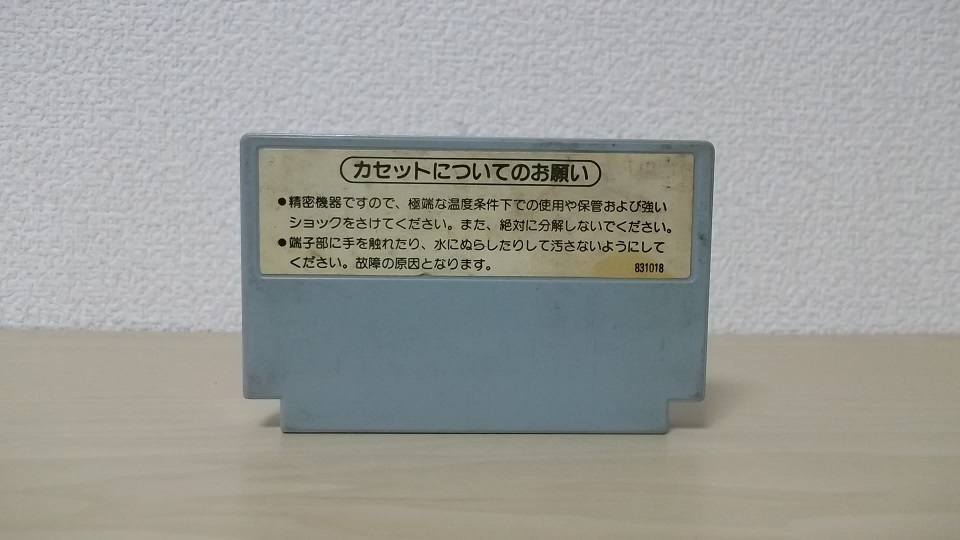 カセットについてのお願い
●精密機器ですので、極端な温度条件下での使用や保管および強い
ショックをさけてください。また、絶対に分解しないでください。
●端子部に手を触れたり、水にぬらしたりして汚さないようにして
ください。故障の原因となります。
831018